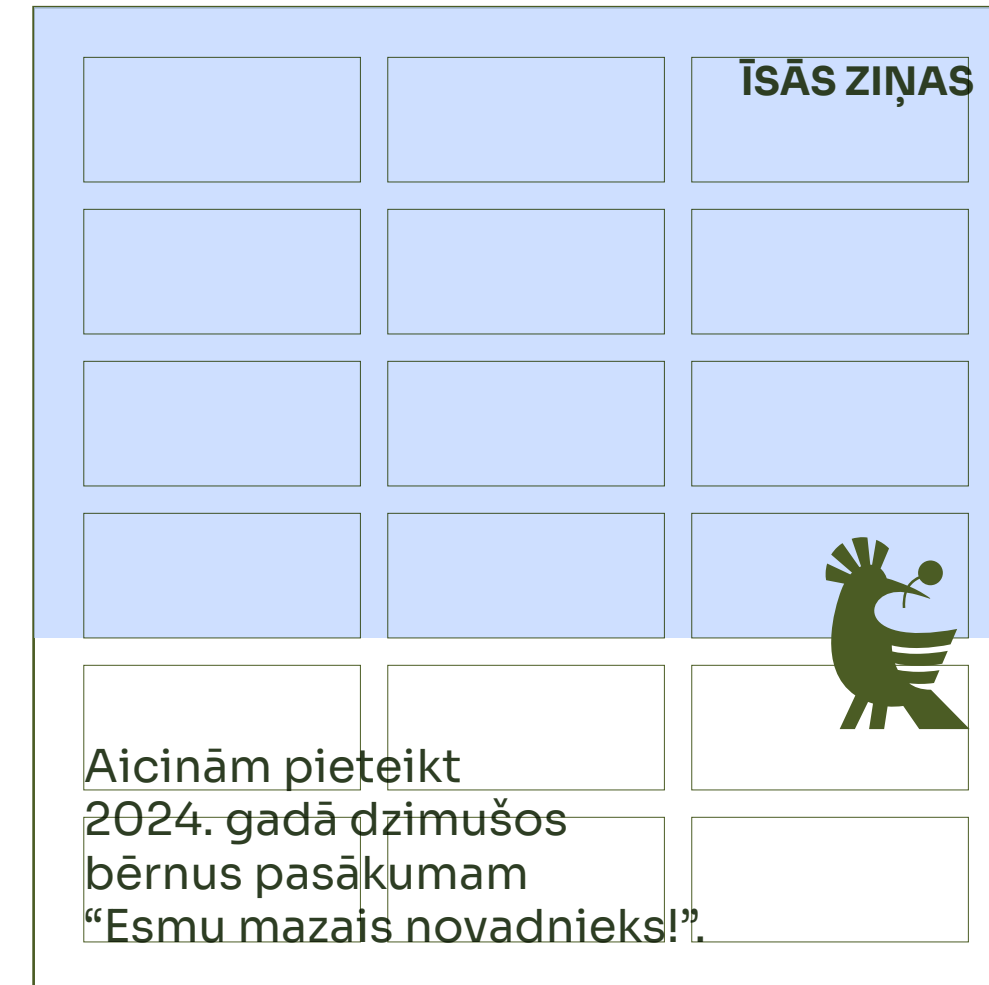 ĪSĀS ZIŅAS
Aicinām pieteikt
2024. gadā dzimušos
bērnus pasākumam
“Esmu mazais novadnieks!”.